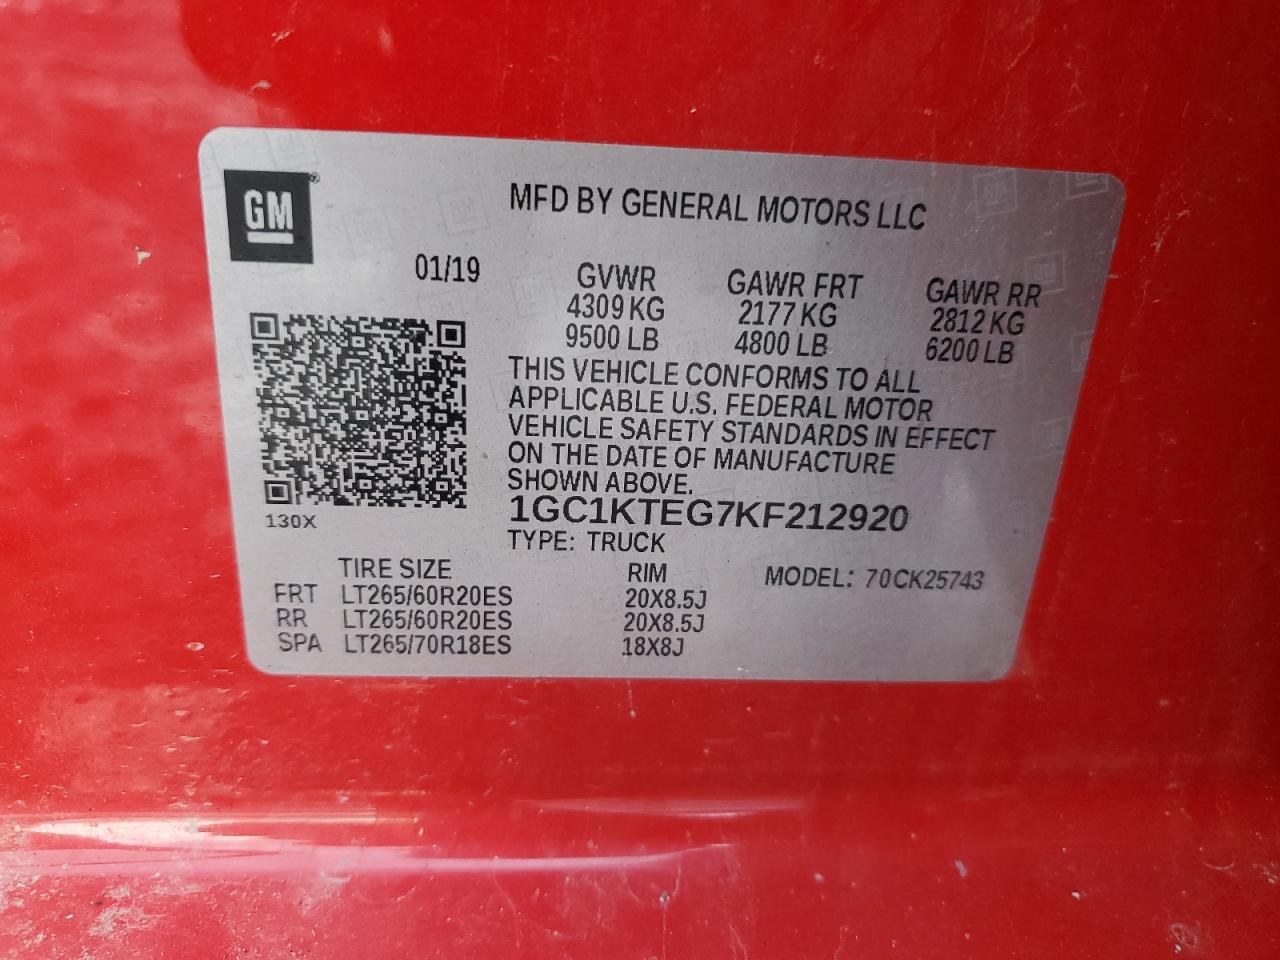 GM®
MFD BY GENERAL MOTORS LLC
01/19
GVWR GAWR FRT GAWR RR
4309 KG 2177 KG 2812 KG
9500 LB 4800 LB 6200 LB
THIS VEHICLE CONFORMS TO ALL
APPLICABLE U.S. FEDERAL MOTOR
VEHICLE SAFETY STANDARDS IN EFFECT
ON THE DATE OF MANUFACTURE
SHOWN ABOVE.
1GC1KTEG7KF212920
130X
TYPE: TRUCK
TIRE SIZE RIM MODEL: 70CK25743
FRT LT265/60R20ES 20X8.5J
RR LT265/60R20ES 20X8.5J
SPA LT265/70R18ES 18X8J